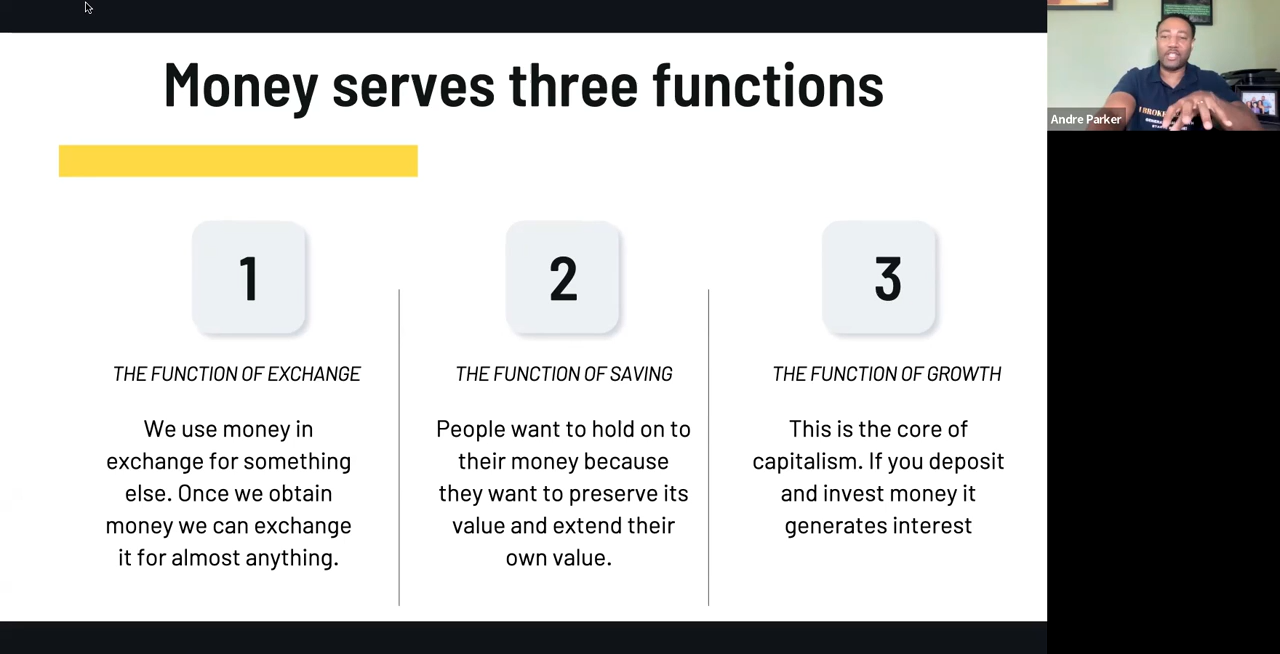 Money serves three functions
1
THE FUNCTION OF EXCHANGE
We use money in
exchange for something
else. Once we obtain
money we can exchange
it for almost anything.
2
THE FUNCTION OF SAVING
People want to hold on to
their money because
they want to preserve its
value and extend their
own value.
3
THE FUNCTION OF GROWTH
This is the core of
capitalism. If you deposit
and invest money it
generates interest
Andre Parker